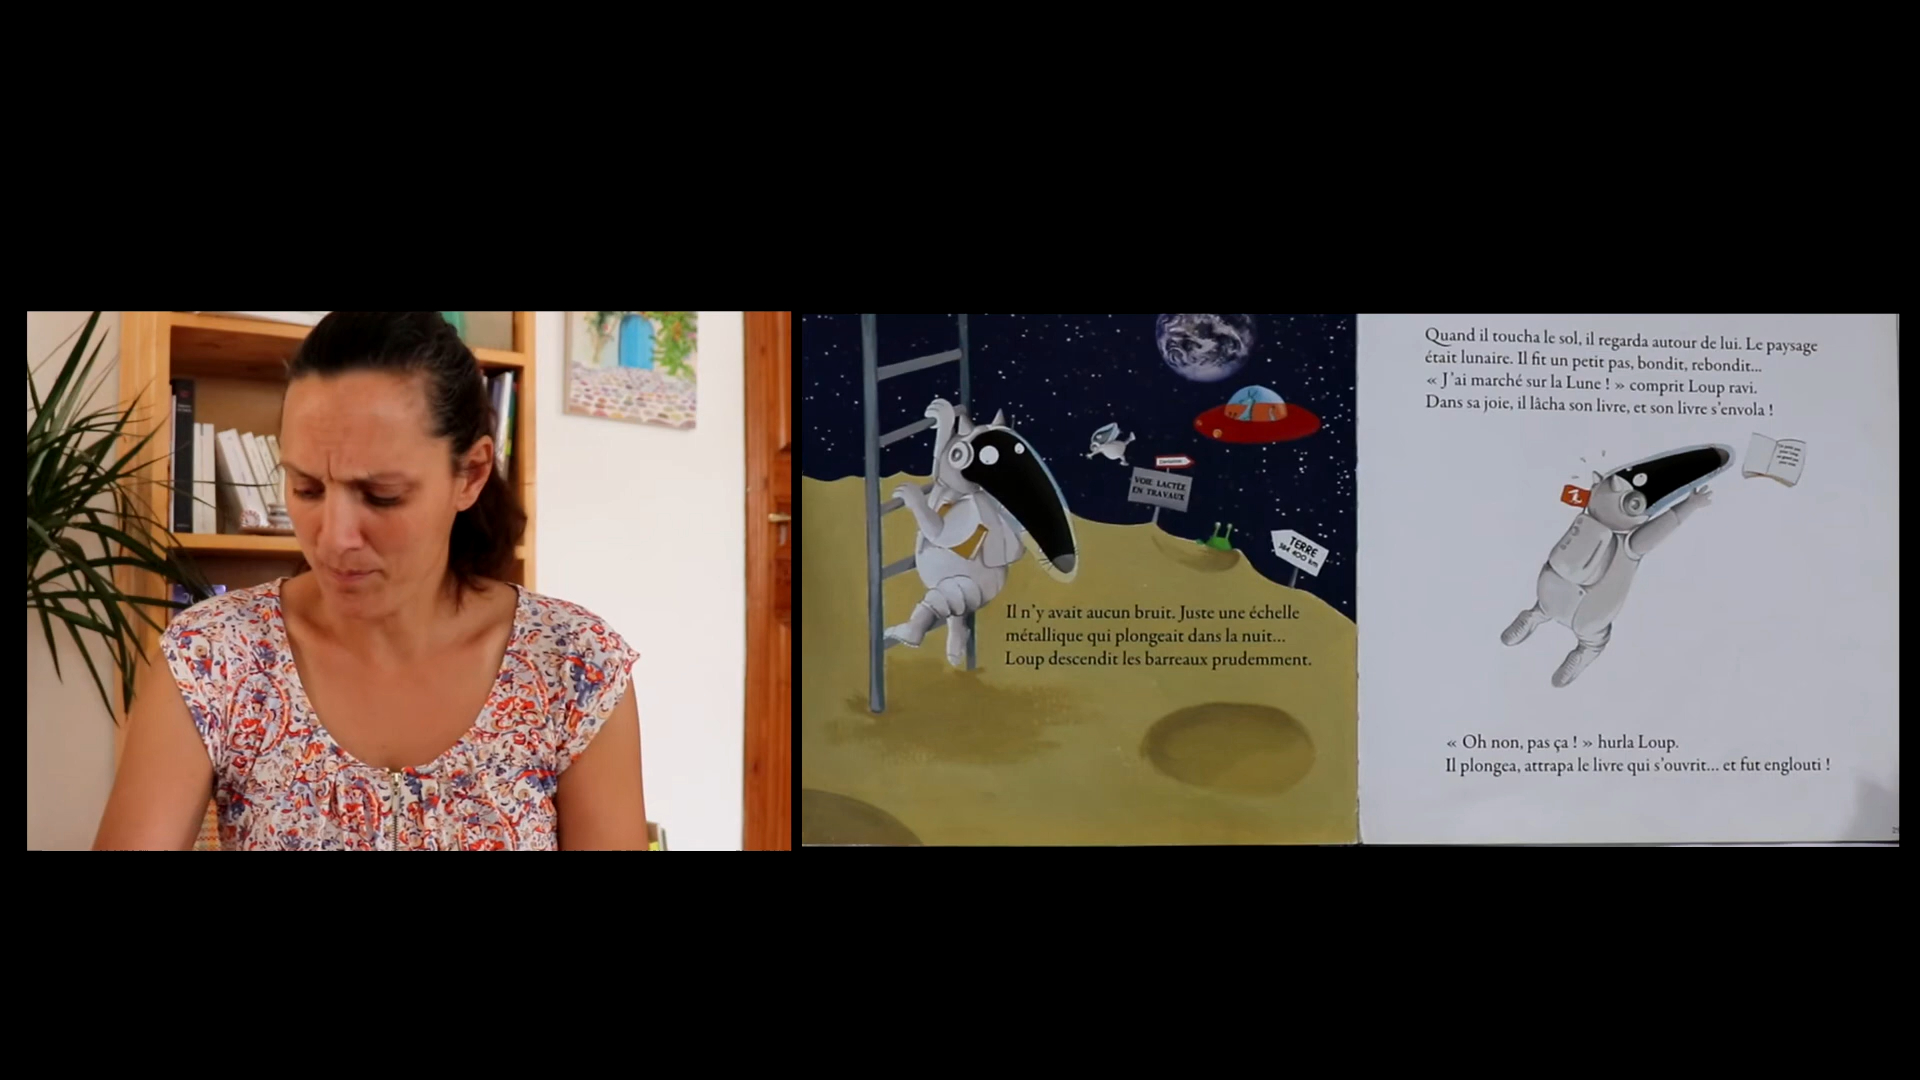 VOIE LACTÉE
EN TRAVAUX
TERRE
384 400 km
Il n'y avait aucun bruit. Juste une échelle
métallique qui plongeait dans la nuit...
Loup descendit les barreaux prudemment.
Quand il toucha le sol, il regarda autour de lui. Le paysage
était lunaire. Il fit un petit pas, bondit, rebondit...
« J'ai marché sur la Lune ! » comprit Loup ravi.
Dans sa joie, il lâcha son livre, et son livre s'envola !
« Oh non, pas ça ! » hurla Loup.
Il plongea, attrapa le livre qui s'ouvrit... et fut englouti !